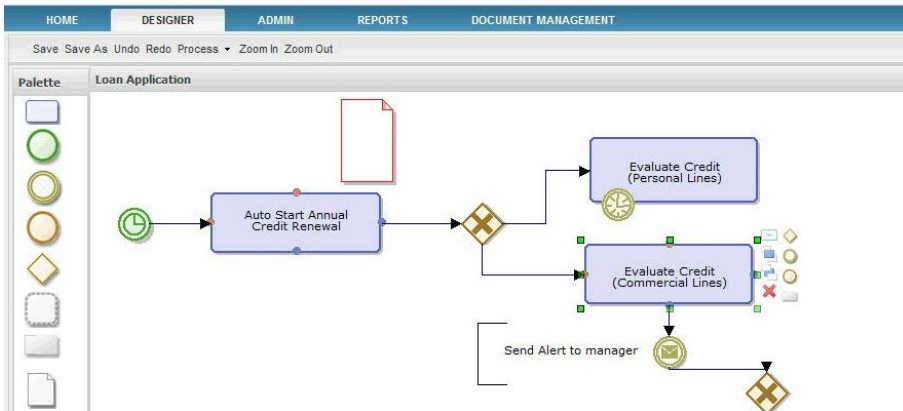 HOME DESIGNER ADMIN REPORTS DOCUMENT MANAGEMENT
Save Save As Undo Redo Process Zoom In Zoom Out
Palette
Loan Application
Evaluate Credit
(Personal Lines)
Auto Start Annual
Credit Renewal
Evaluate Credit
(Commercial Lines)
Send Alert to manager